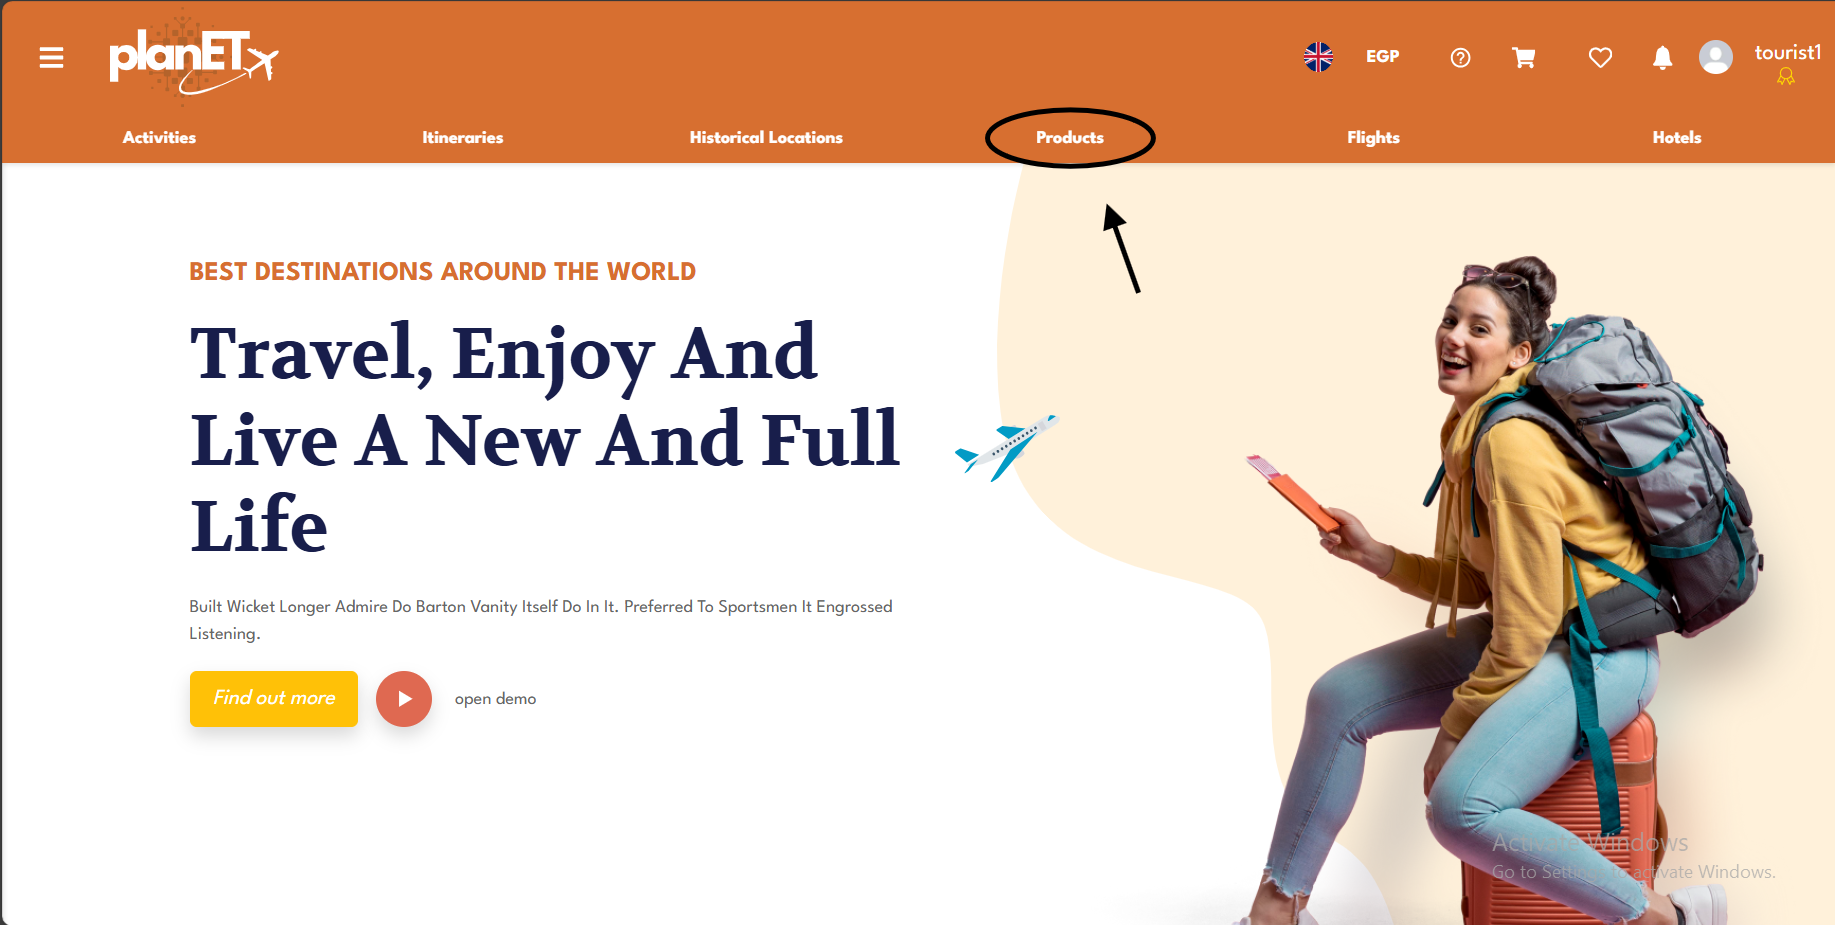 planET
EGP
tourist1
Activities
Itineraries
Historical Locations
Products
Flights
Hotels
BEST DESTINATIONS AROUND THE WORLD
Travel, Enjoy And
Live A New And Full
Life
Built Wicket Longer Admire Do Barton Vanity Itself Do In It. Preferred To Sportsmen It Engrossed
Listening.
Find out more
open demo
Activate Windows
Go to Settings to activate Windows.